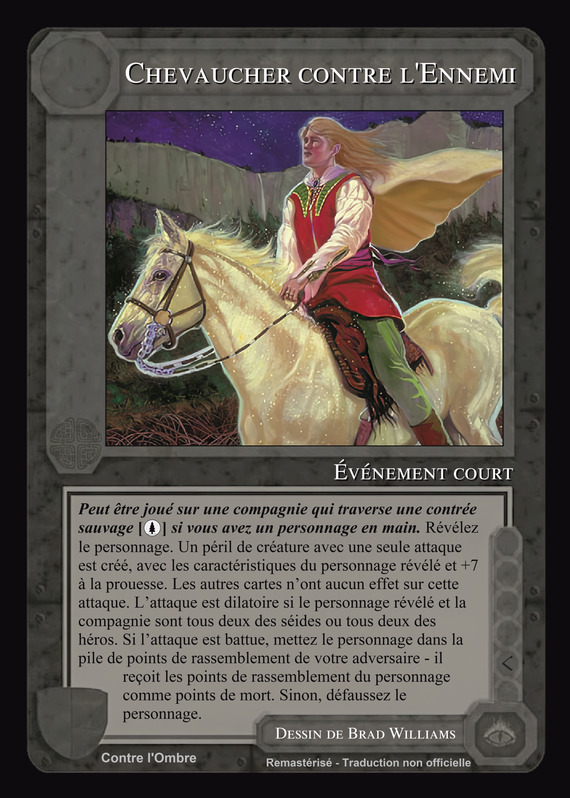 Chevaucher contre l'Ennemi
Événement court
Peut être joué sur une compagnie qui traverse une contrée
sauvage [ ] si vous avez un personnage en main. Révélez
le personnage. Un péril de créature avec une seule attaque
est créé, avec les caractéristiques du personnage révélé et +7
à la prouesse. Les autres cartes n'ont aucun effet sur cette
attaque. L'attaque est dilatoire si le personnage révélé et la
compagnie sont tous deux des séides ou tous deux des
héros. Si l'attaque est battue, mettez le personnage dans la
pile de points de rassemblement de votre adversaire - il
reçoit les points de rassemblement du personnage
comme points de mort. Sinon, défaussez le
personnage.
Dessin de Brad Williams
Contre l'Ombre
Remastérisé - Traduction non officielle